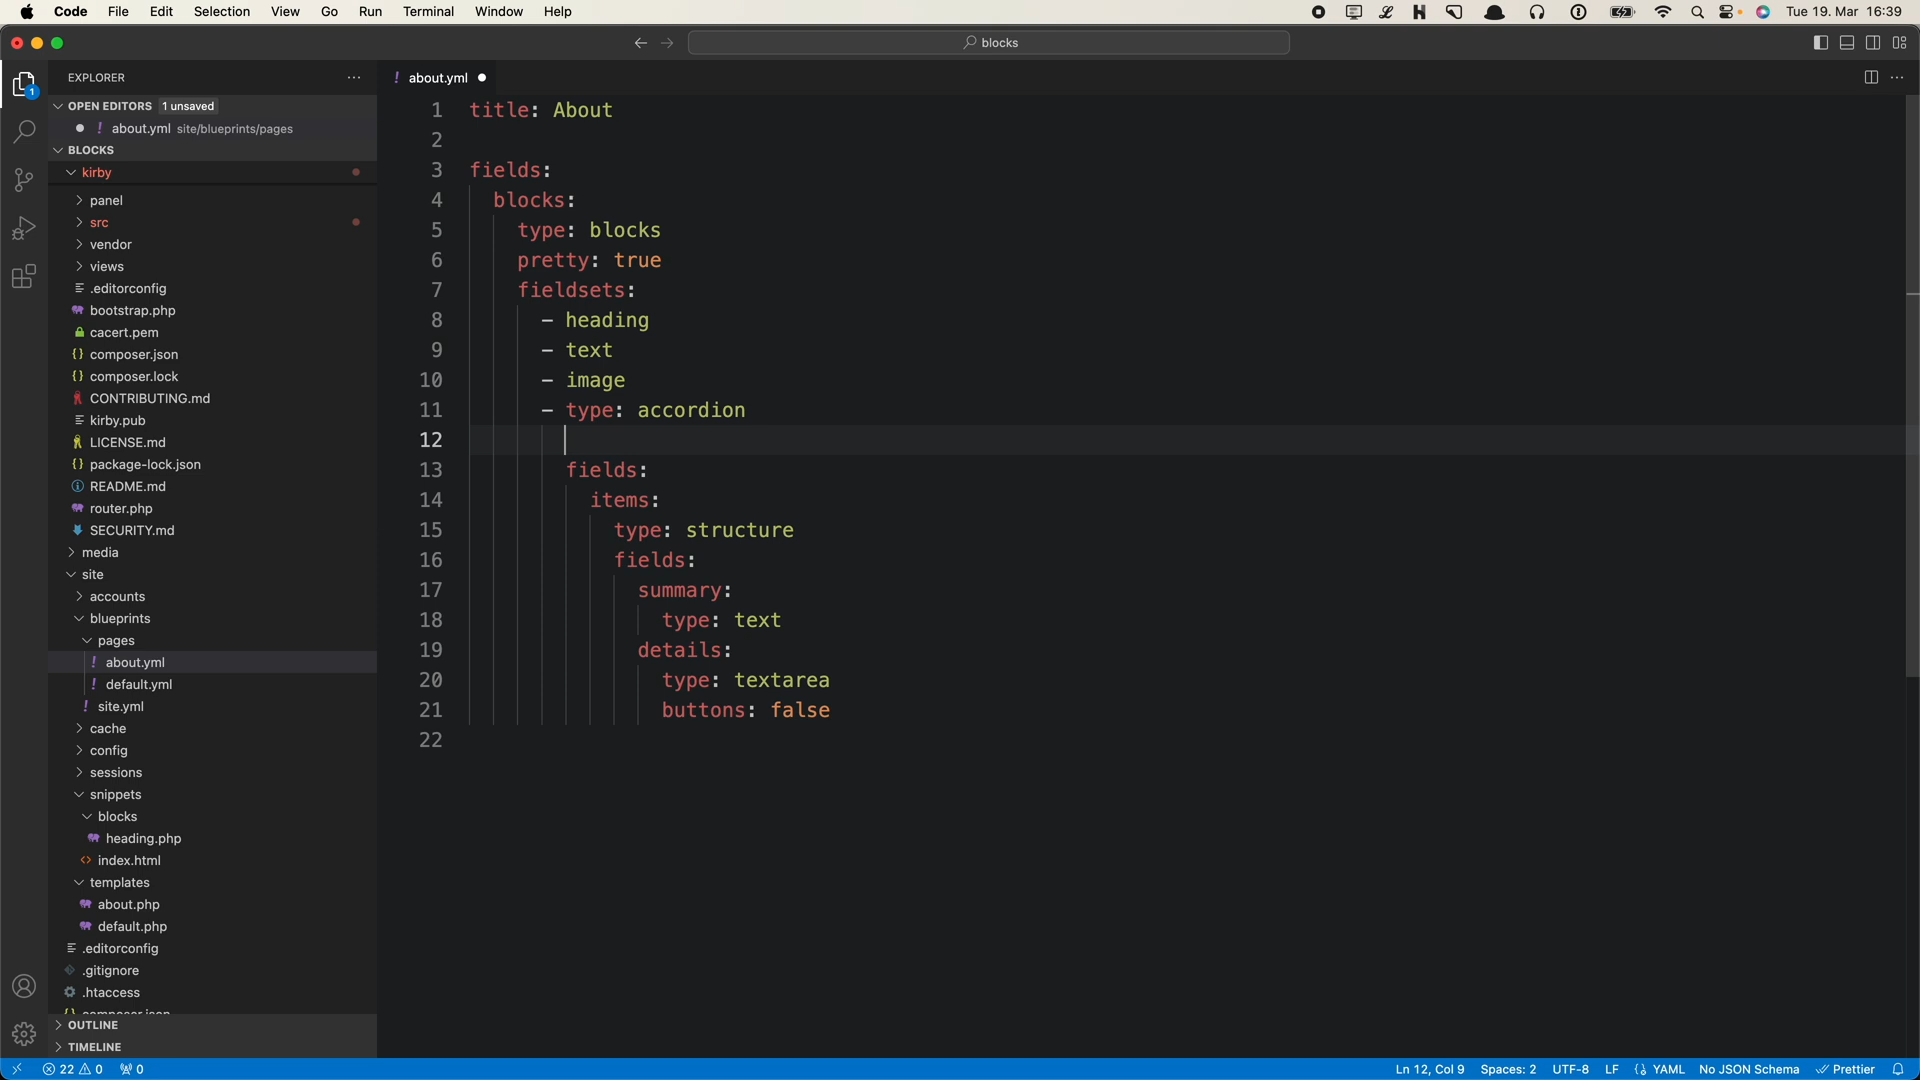 Code File Edit Selection View Go Run Terminal Window Help Tue 19. Mar 16:39
blocks
EXPLORER
about.yml
OPEN EDITORS 1 unsaved
! about.yml site/blueprints/pages
BLOCKS
kirby
panel
src
vendor
views
.editorconfig
bootstrap.php
cacert.pem
{} composer.json
{} composer.lock
CONTRIBUTING.md
kirby.pub
LICENSE.md
{} package-lock.json
README.md
router.php
SECURITY.md
media
site
accounts
blueprints
pages
! about.yml
! default.yml
! site.yml
cache
config
sessions
snippets
blocks
heading.php
<> index.html
templates
about.php
default.php
.editorconfig
.gitignore
.htaccess
OUTLINE
TIMELINE
1 title: About
2
3 fields:
4 blocks:
5 type: blocks
6 pretty: true
7 fieldsets:
8 - heading
9 - text
10 - image
11 - type: accordion
12
13 fields:
14 items:
15 type: structure
16 fields:
17 summary:
18 type: text
19 details:
20 type: textarea
21 buttons: false
22
22 0 0 Ln 12, Col 9 Spaces: 2 UTF-8 LF {} YAML No JSON Schema Prettier